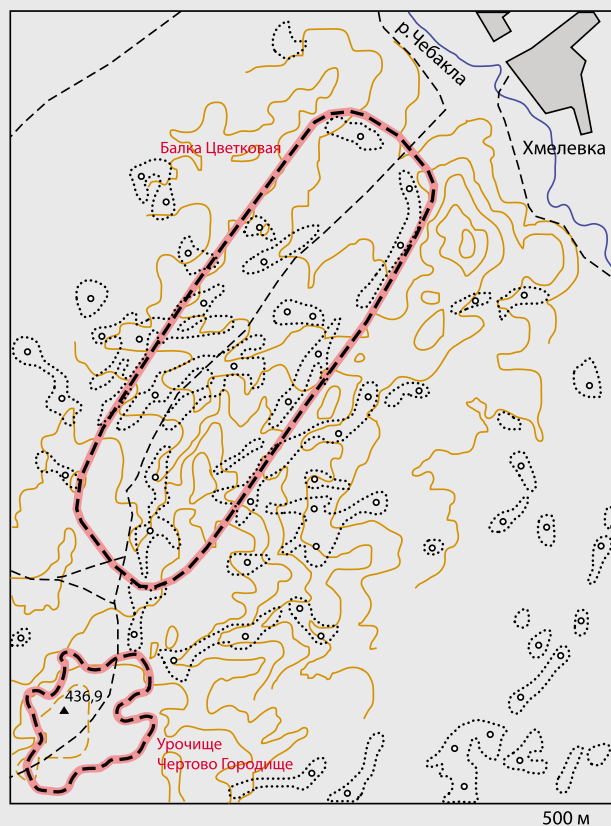 р. Чебакла
Хмелевка
Балка Цветковая
436,9
Урочище
Чертово Городище
500 м